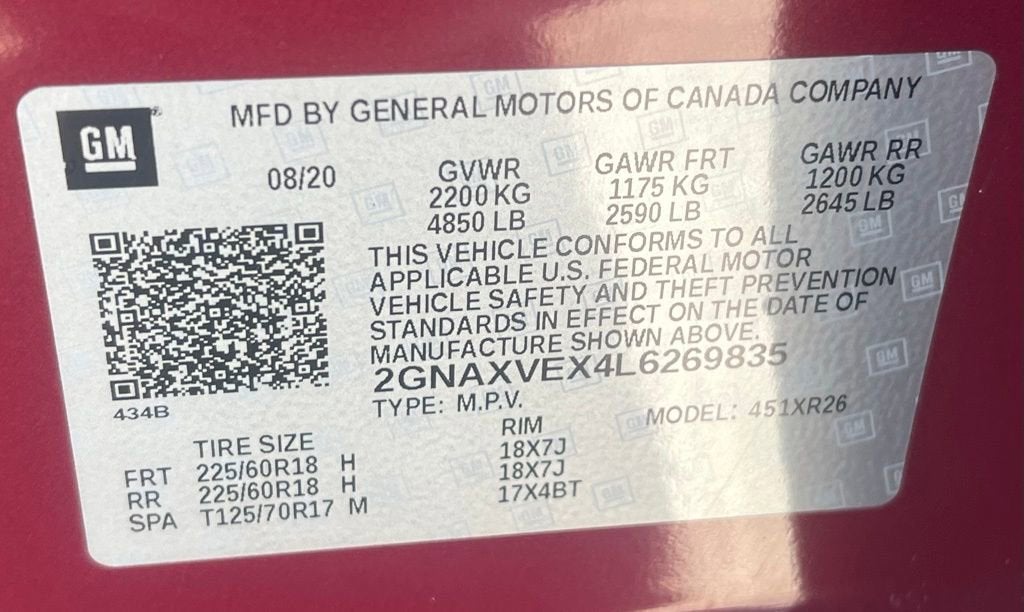 GM
MFD BY GENERAL MOTORS OF CANADA COMPANY
08/20 GVWR GAWR FRT GAWR RR
2200 KG 1175 KG 1200 KG
4850 LB 2590 LB 2645 LB
THIS VEHICLE CONFORMS TO ALL
APPLICABLE U.S. FEDERAL MOTOR
VEHICLE SAFETY AND THEFT PREVENTION
STANDARDS IN EFFECT ON THE DATE OF
MANUFACTURE SHOWN ABOVE.
2GNAXVEX4L6269835
434B
TYPE: M.P.V. MODEL: 451XR26
TIRE SIZE RIM
FRT 225/60R18 H 18X7J
RR 225/60R18 H 18X7J
SPA T125/70R17 M 17X4BT